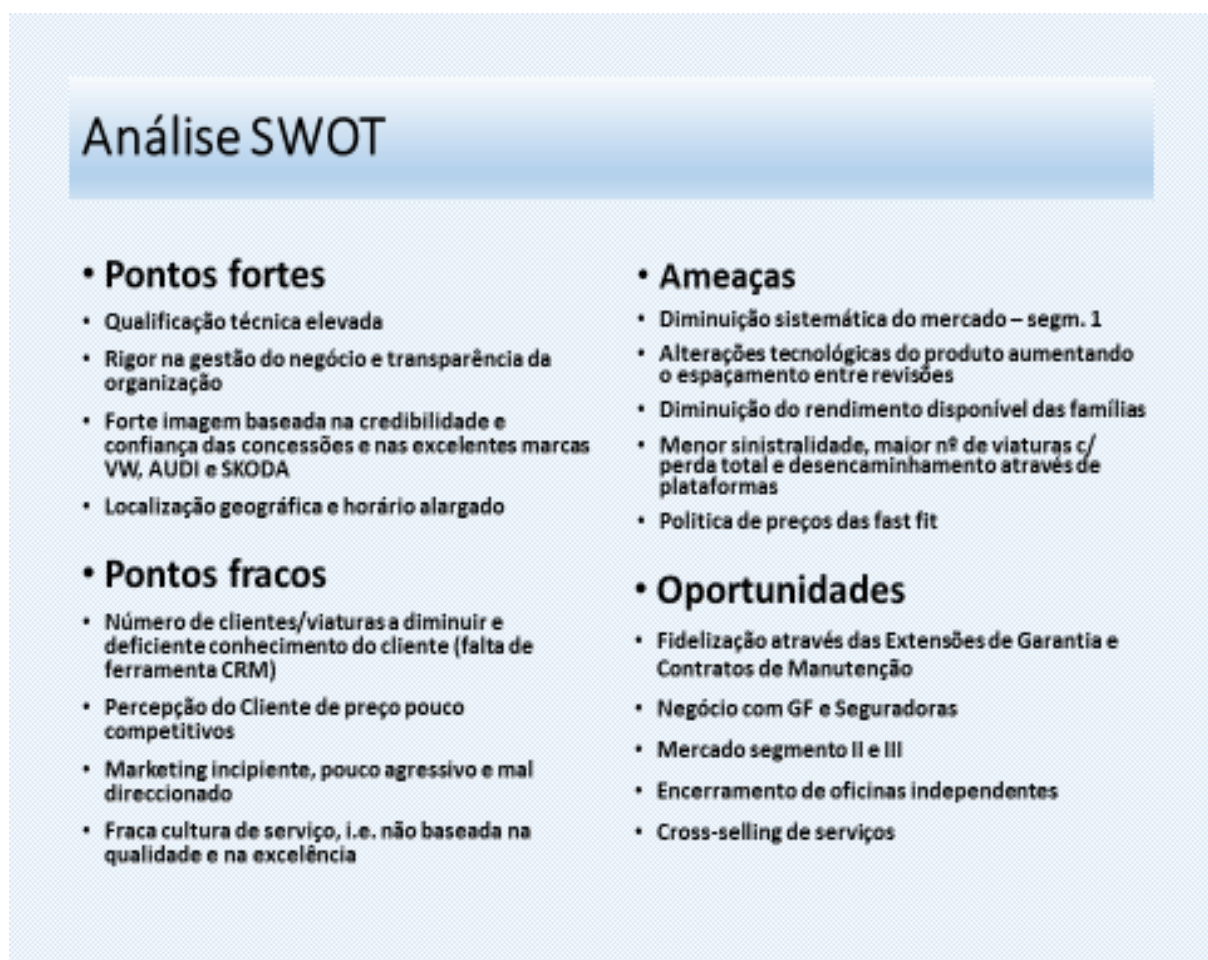 Análise SWOT
• Pontos fortes
• Qualificação técnica elevada
• Rigor na gestão do negócio e transparência da
organização
• Forte imagem baseada na credibilidade e
confiança das concessões e nas excelentes marcas
VW, AUDI e SKODA
• Localização geográfica e horário alargado
• Pontos fracos
• Número de clientes/viaturas a diminuir e
deficiente conhecimento do cliente (falta de
ferramenta CRM)
• Percepção do Cliente de preço pouco
competitivos
• Marketing incipiente, pouco agressivo e mal
direccionado
• Fraca cultura de serviço, i.e. não baseada na
qualidade e na excelência
• Ameaças
• Diminuição sistemática do mercado – segm. 1
• Alterações tecnológicas do produto aumentando
o espaçamento entre revisões
• Diminuição do rendimento disponível das famílias
• Menor sinistralidade, maior nº de viaturas c/
perda total e desencaminhamento através de
plataformas
• Politica de preços das fast fit
• Oportunidades
• Fidelização através das Extensões de Garantia e
Contratos de Manutenção
• Negócio com GF e Seguradoras
• Mercado segmento II e III
• Encerramento de oficinas independentes
• Cross-selling de serviços